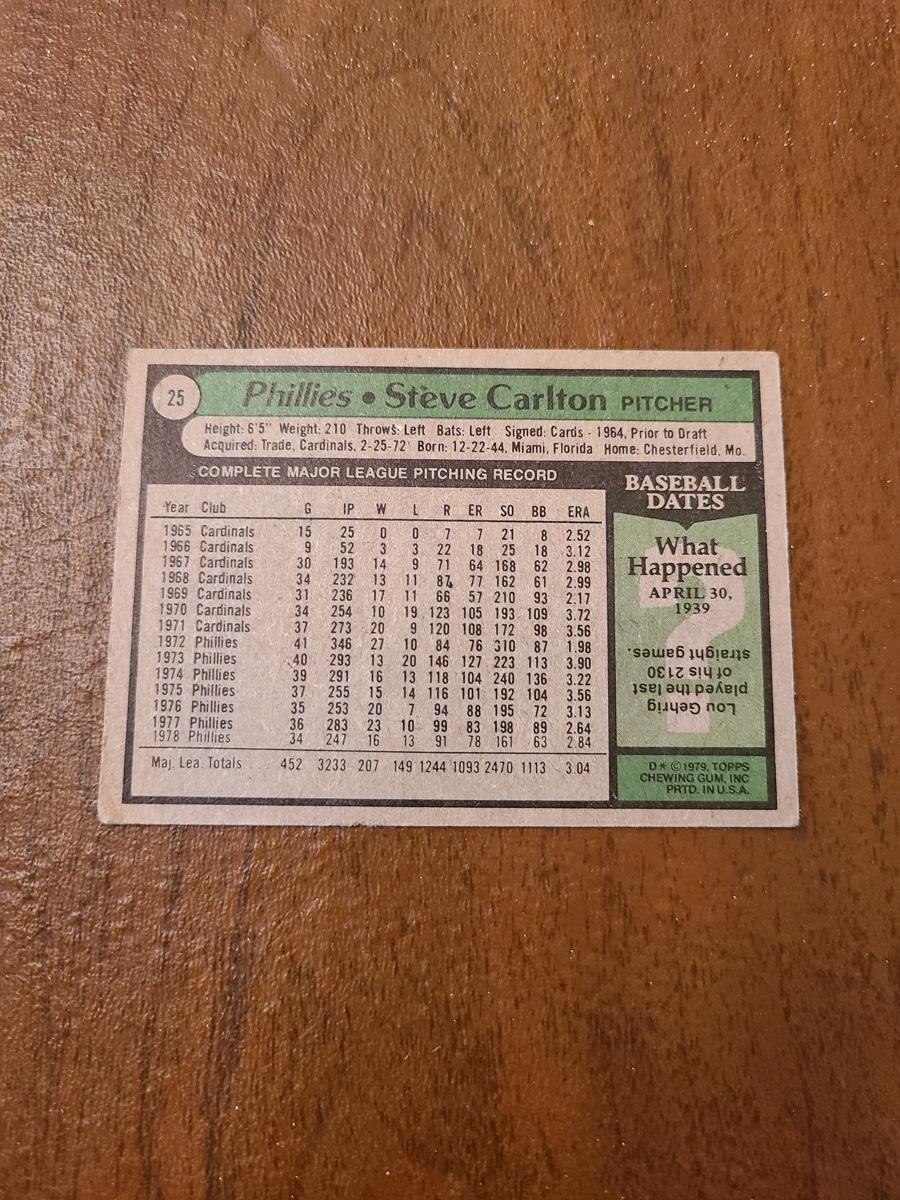 25
Phillies • Steve Carlton PITCHER
Height: 6'5" Weight: 210 Throws: Left Bats: Left Signed: Cards - 1964, Prior to Draft
Acquired: Trade, Cardinals, 2-25-72 Born: 12-22-44, Miami, Florida Home: Chesterfield, Mo.
COMPLETE MAJOR LEAGUE PITCHING RECORD
Year Club G IP W L R ER SO BB ERA
1965 Cardinals 15 25 0 0 7 7 21 8 2.52
1966 Cardinals 9 52 3 3 22 18 25 18 3.12
1967 Cardinals 30 193 14 9 71 64 168 62 2.98
1968 Cardinals 34 232 13 11 87 77 162 61 2.99
1969 Cardinals 31 236 17 11 66 57 210 93 2.17
1970 Cardinals 34 254 10 19 123 105 193 109 3.72
1971 Cardinals 37 273 20 9 120 108 172 98 3.56
1972 Phillies 41 346 27 10 84 76 310 87 1.98
1973 Phillies 40 293 13 20 146 127 223 113 3.90
1974 Phillies 39 291 16 13 118 104 240 136 3.22
1975 Phillies 37 255 15 14 116 101 192 104 3.56
1976 Phillies 35 253 20 7 94 88 195 72 3.13
1977 Phillies 36 283 23 10 99 83 198 89 2.64
1978 Phillies 34 247 16 13 91 78 161 63 2.84
Maj. Lea. Totals ... 452 3233 207 149 1244 1093 2470 1113 3.04
BASEBALL
DATES
What
Happened
APRIL 30,
1939
Lou Gehrig
played the last
of his 2130
straight games.
D* ©1979, TOPPS
CHEWING GUM, INC
PRTD. IN U.S.A.